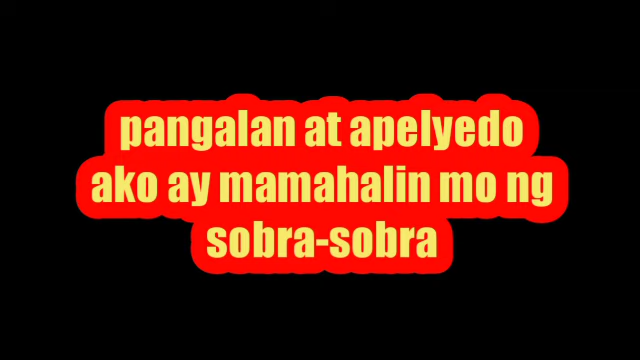 pangalan at apelyedo
ako ay mamahalin mo ng
sobra-sobra